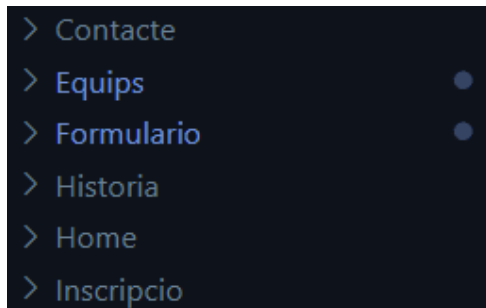 Contacte
Equips
Formulario
Historia
Home
Inscripcio